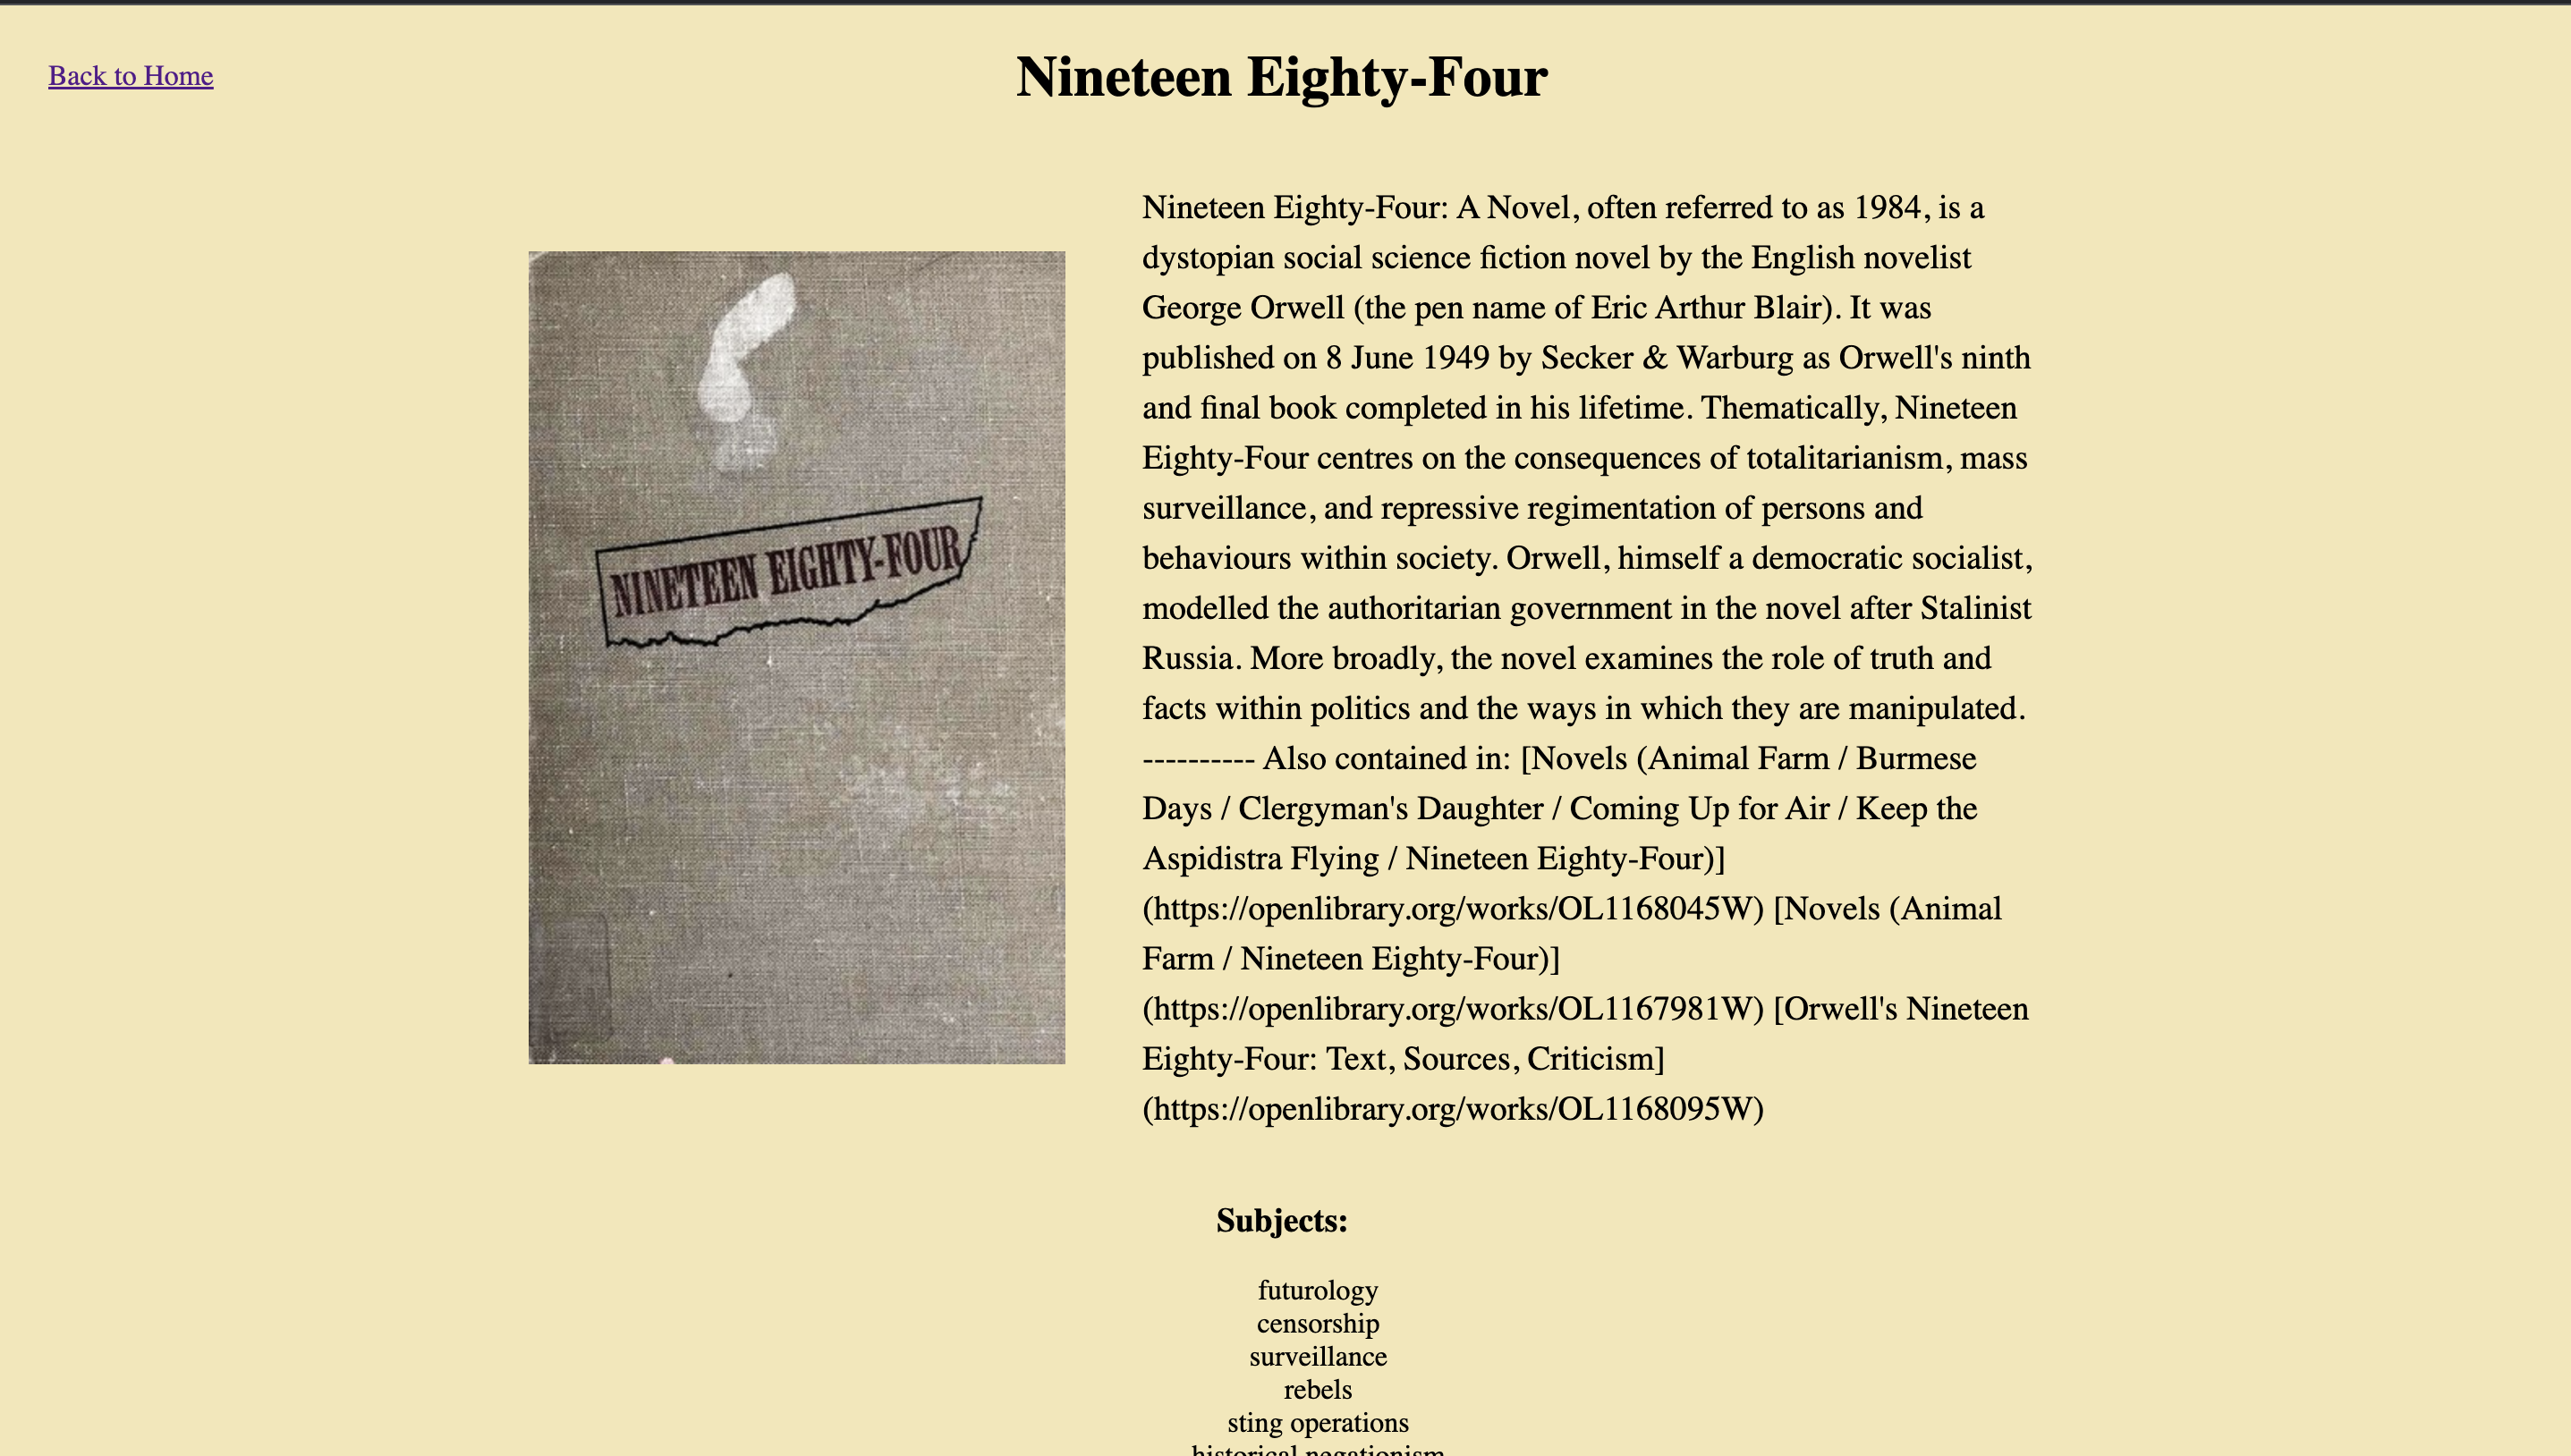 Back to Home
Nineteen Eighty-Four
NINETEEN EIGHTY-FOUR
Nineteen Eighty-Four: A Novel, often referred to as 1984, is a
dystopian social science fiction novel by the English novelist
George Orwell (the pen name of Eric Arthur Blair). It was
published on 8 June 1949 by Secker & Warburg as Orwell's ninth
and final book completed in his lifetime. Thematically, Nineteen
Eighty-Four centres on the consequences of totalitarianism, mass
surveillance, and repressive regimentation of persons and
behaviours within society. Orwell, himself a democratic socialist,
modelled the authoritarian government in the novel after Stalinist
Russia. More broadly, the novel examines the role of truth and
facts within politics and the ways in which they are manipulated.
---------- Also contained in: [Novels (Animal Farm / Burmese
Days / Clergyman's Daughter / Coming Up for Air / Keep the
Aspidistra Flying / Nineteen Eighty-Four)]
(https://openlibrary.org/works/OL1168045W) [Novels (Animal
Farm / Nineteen Eighty-Four)]
(https://openlibrary.org/works/OL1167981W) [Orwell's Nineteen
Eighty-Four: Text, Sources, Criticism]
(https://openlibrary.org/works/OL1168095W)
Subjects:
futurology
censorship
surveillance
rebels
sting operations
historical negationism